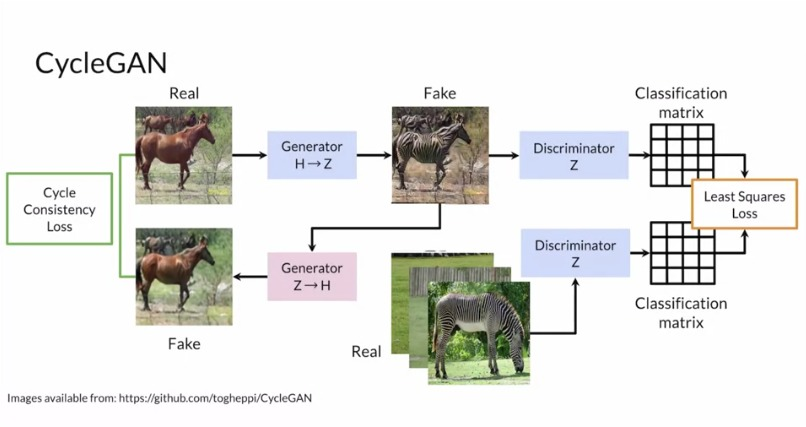 CycleGAN
Real
Fake
Classification
matrix
Generator
H→Z
Discriminator
Z
Cycle
Consistency
Loss
Least Squares
Loss
Generator
Z→H
Discriminator
Z
Fake
Real
Classification
matrix
Images available from: https://github.com/togheppi/CycleGAN